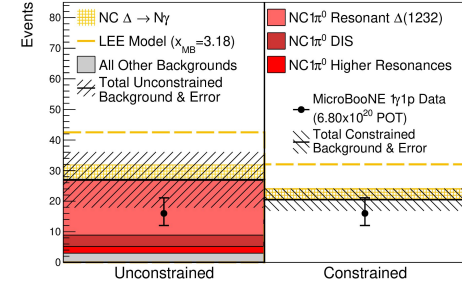 Events
80
70
60
50
40
30
20
10
0
NC Δ → Nγ
LEE Model (x_MB=3.18)
All Other Backgrounds
Total Unconstrained
Background & Error
NC1π⁰ Resonant Δ(1232)
NC1π⁰ DIS
NC1π⁰ Higher Resonances
MicroBooNE 1γ1p Data
(6.80x10²⁰ POT)
Total Constrained
Background & Error
Unconstrained
Constrained